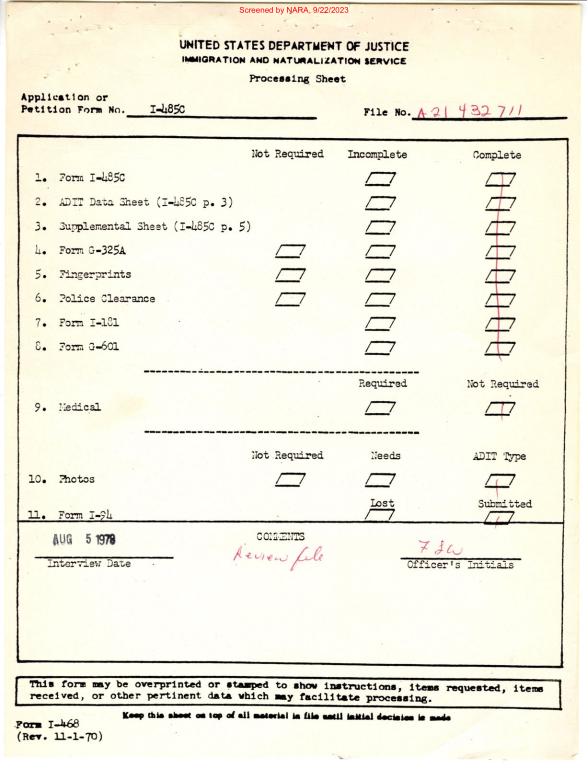 Screened by NARA, 9/22/2023
UNITED STATES DEPARTMENT OF JUSTICE
IMMIGRATION AND NATURALIZATION SERVICE
Processing Sheet
Application or
Petition Form No. I-485C File No. A21 432 711
Not Required Incomplete Complete
1. Form I-485C
2. ADIT Data Sheet (I-485C p. 3)
3. Supplemental Sheet (I-485C p. 5)
4. Form G-325A
5. Fingerprints
6. Police Clearance
7. Form I-181
8. Form G-601
Required Not Required
9. Medical
Not Required Needs ADIT Type
10. Photos
Lost Submitted
11. Form I-94
AUG 5 1978 COMMENTS
Review file
Interview Date Officer's Initials
This form may be overprinted or stamped to show instructions, items requested, items
received, or other pertinent data which may facilitate processing.
Keep this sheet on top of all material in file until initial decision is made
Form I-468
(Rev. 11-1-70)